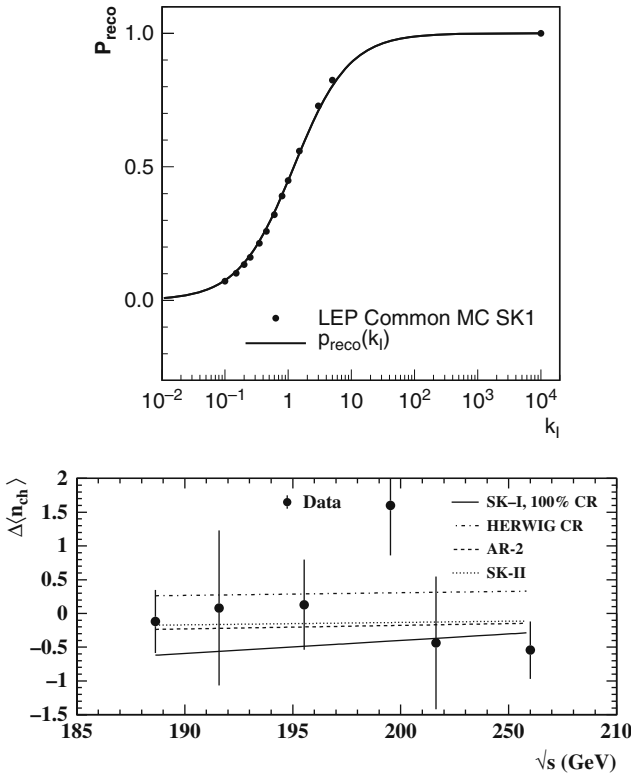 P_reco
1.0
0.5
0.0
LEP Common MC SK1
p_reco(k_I)
10^−2 10^−1 1 10 10^2 10^3 10^4
k_I
Δ⟨n_ch⟩
2
1.5
1
0.5
0
−0.5
−1
−1.5
Data
SK–I, 100% CR
HERWIG CR
AR-2
SK-II
185 190 195 200 260 210
√s (GeV)